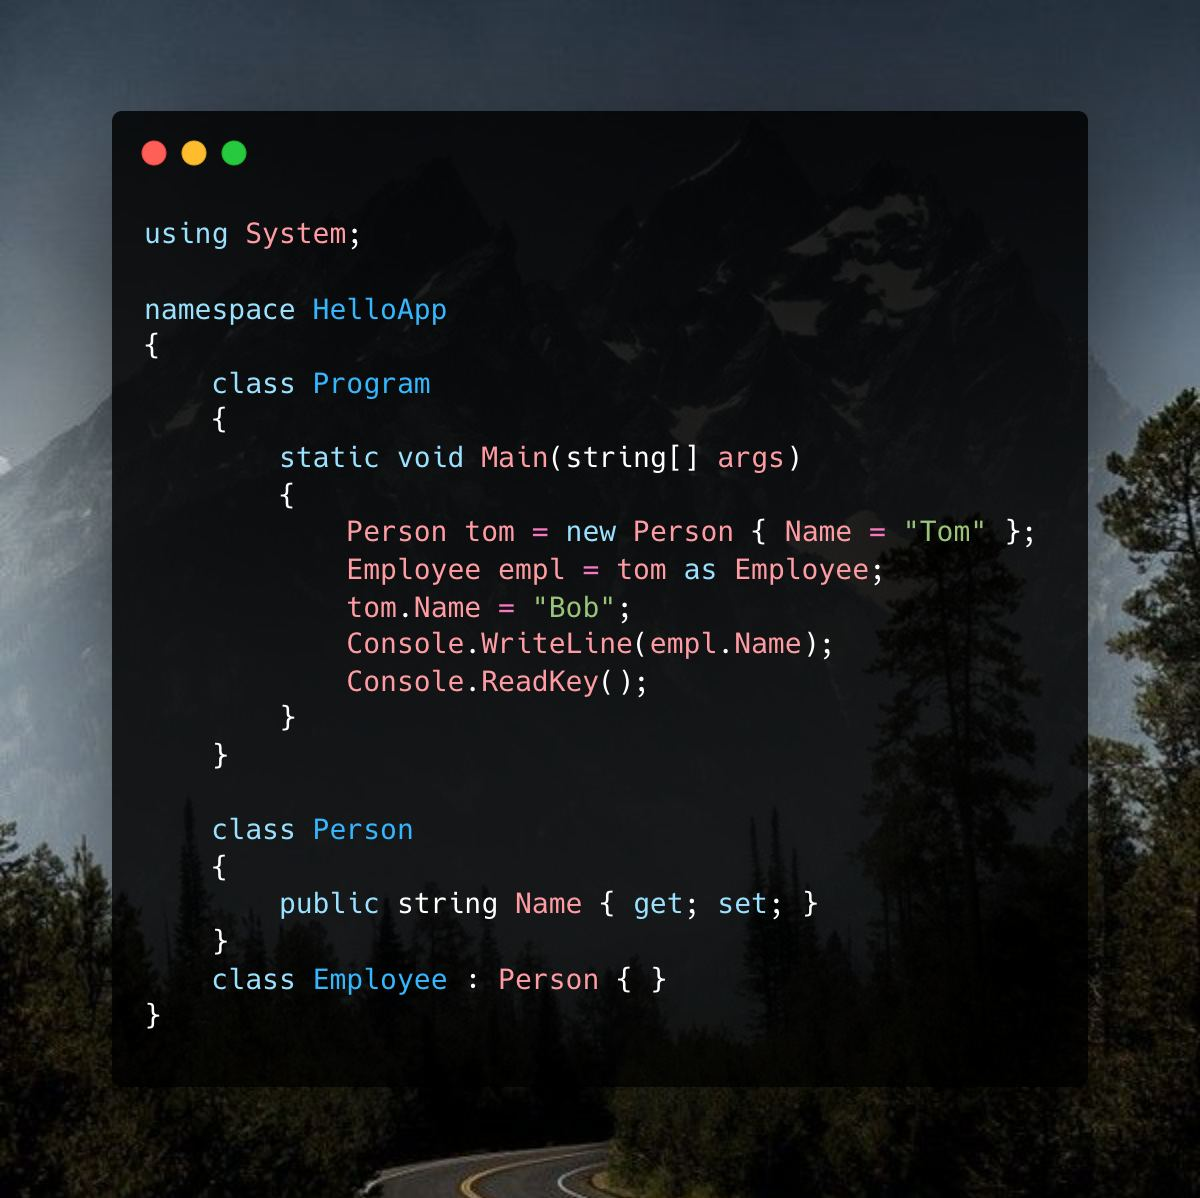 using System;

namespace HelloApp
{
    class Program
    {
        static void Main(string[] args)
        {
            Person tom = new Person { Name = "Tom" };
            Employee empl = tom as Employee;
            tom.Name = "Bob";
            Console.WriteLine(empl.Name);
            Console.ReadKey();
        }
    }

    class Person
    {
        public string Name { get; set; }
    }
    class Employee : Person { }
}